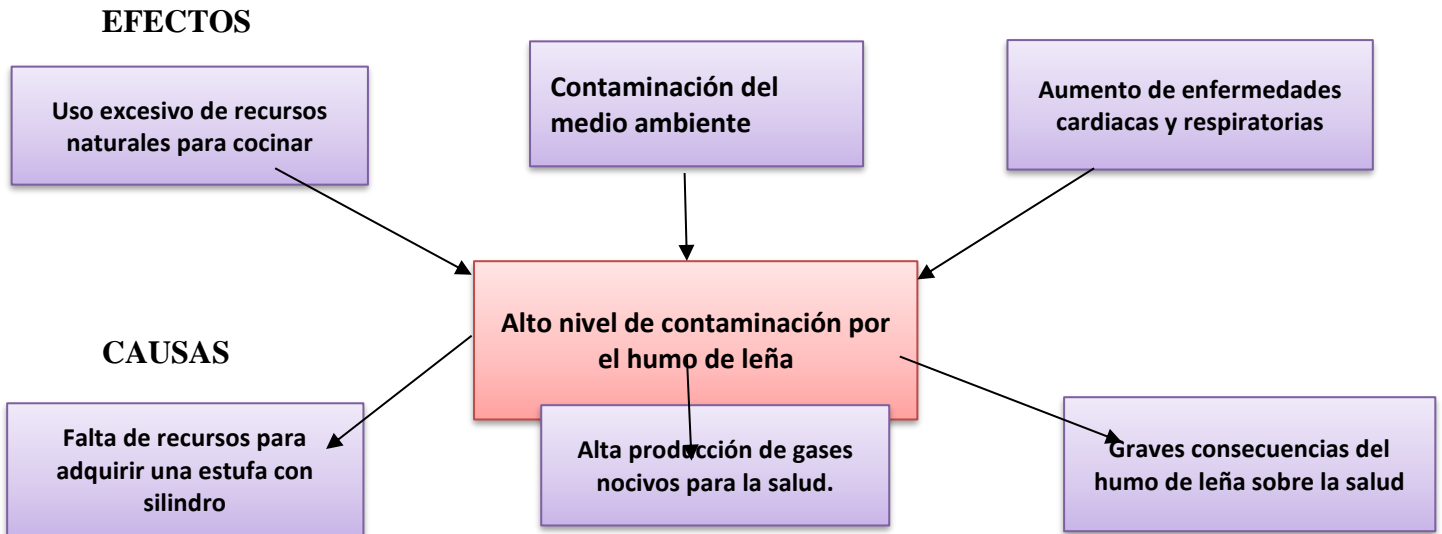 EFECTOS
Uso excesivo de recursos
naturales para cocinar
Contaminación del
medio ambiente
Aumento de enfermedades
cardiacas y respiratorias
Alto nivel de contaminación por
el humo de leña
CAUSAS
Falta de recursos para
adquirir una estufa con
silindro
Alta producción de gases
nocivos para la salud.
Graves consecuencias del
humo de leña sobre la salud